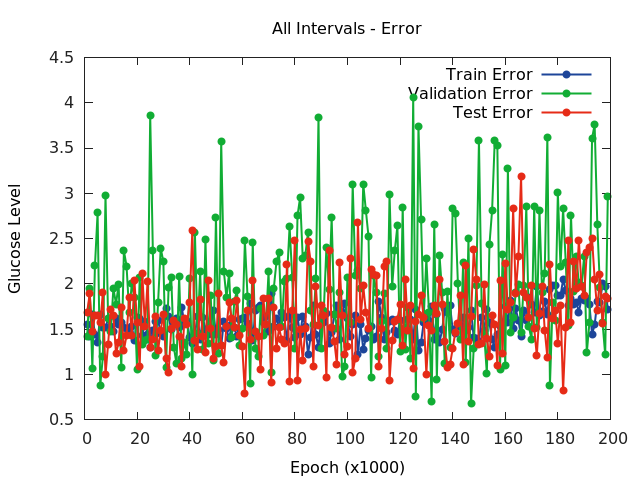 All Intervals - Error
4.5
4
3.5
3
2.5
2
1.5
1
0.5
Glucose Level
Train Error
Validation Error
Test Error
0 20 40 60 80 100 120 140 160 180 200
Epoch (x1000)